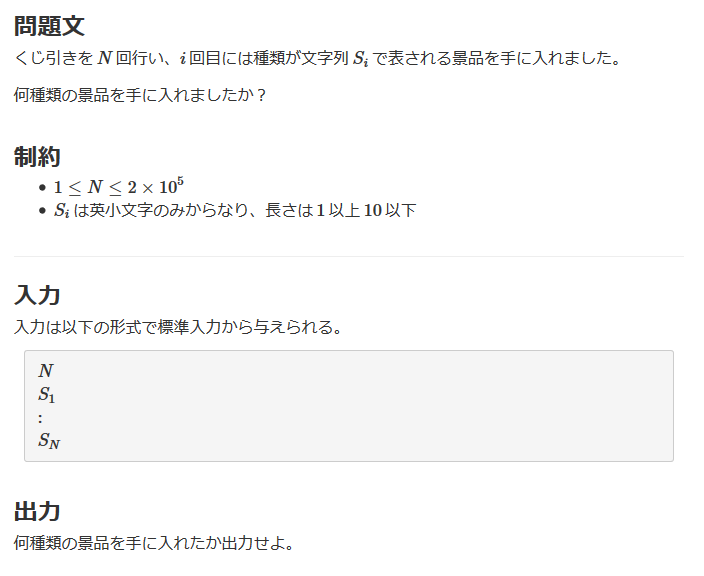 問題文
くじ引きを N 回行い、i 回目には種類が文字列 S_i で表される景品を手に入れました。
何種類の景品を手に入れましたか？
制約
• 1 ≤ N ≤ 2 × 10^5
• S_i は英小文字のみからなり、長さは 1 以上 10 以下
入力
入力は以下の形式で標準入力から与えられる。
N
S_1
:
S_N
出力
何種類の景品を手に入れたか出力せよ。